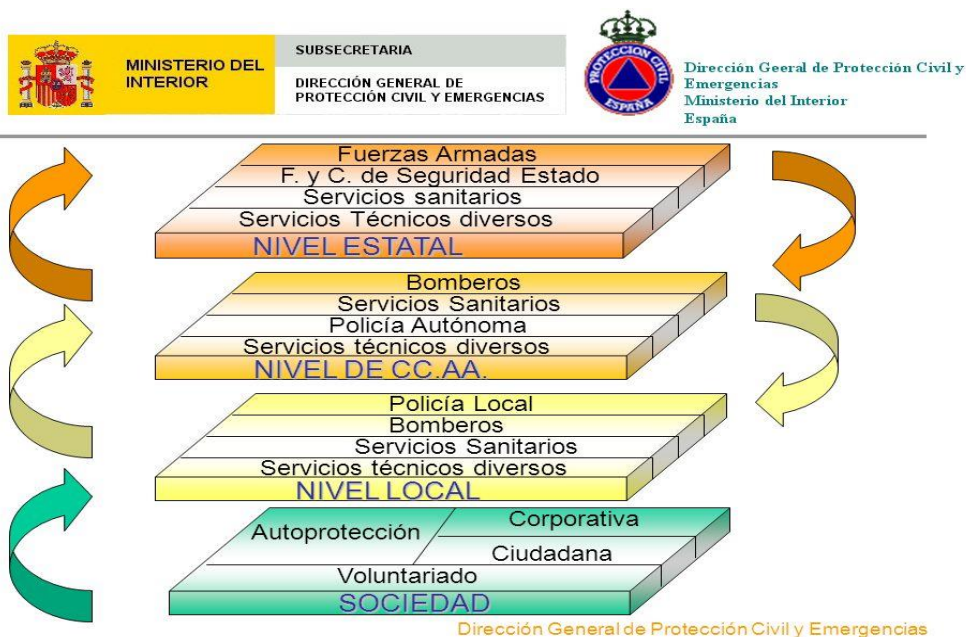 MINISTERIO DEL
INTERIOR
SUBSECRETARIA
DIRECCIÓN GENERAL DE
PROTECCIÓN CIVIL Y EMERGENCIAS
PROTECCION CIVIL
ESPAÑA
Dirección Geeral de Protección Civil y
Emergencias
Ministerio del Interior
España
Fuerzas Armadas
F. y C. de Seguridad Estado
Servicios sanitarios
Servicios Técnicos diversos
NIVEL ESTATAL
Bomberos
Servicios Sanitarios
Policía Autónoma
Servicios técnicos diversos
NIVEL DE CC.AA.
Policía Local
Bomberos
Servicios Sanitarios
Servicios técnicos diversos
NIVEL LOCAL
Autoprotección
Corporativa
Ciudadana
Voluntariado
SOCIEDAD
Dirección General de Protección Civil y Emergencias